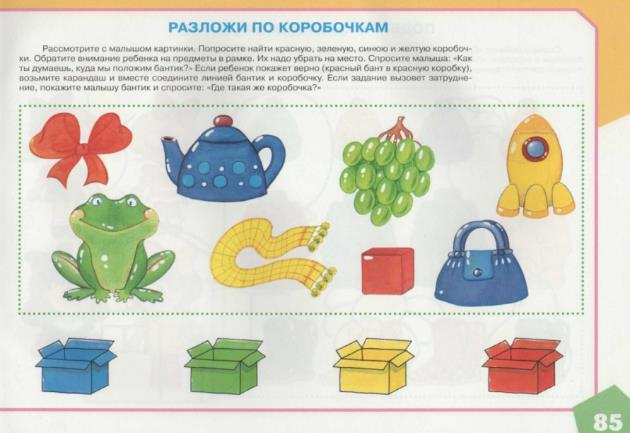 РАЗЛОЖИ ПО КОРОБОЧКАМ
Рассмотрите с малышом картинки. Попросите найти красную, зеленую, синюю и желтую коробоч-
ки. Обратите внимание ребенка на предметы в рамке. Их надо убрать на место. Спросите малыша: «Как
ты думаешь, куда мы положим бантик?» Если ребенок покажет верно (красный бант в красную коробку),
возьмите карандаш и вместе соедините линией бантик и коробочку. Если задание вызовет затрудне-
ние, покажите малышу бантик и спросите: «Где такая же коробочка?»
85